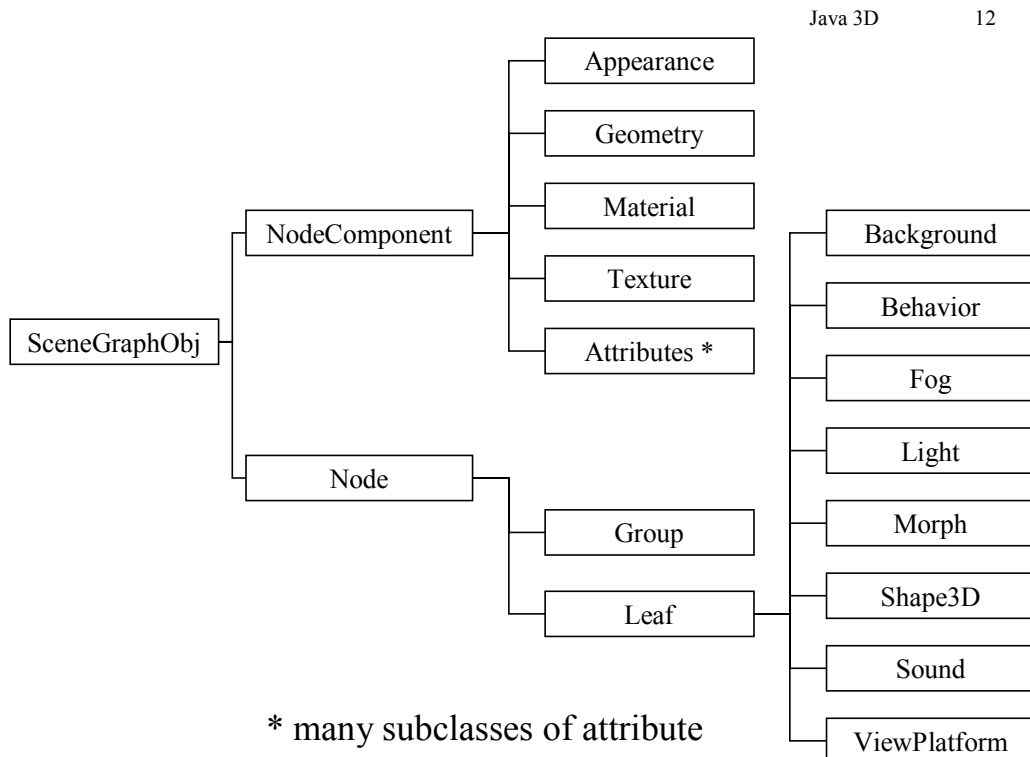 Java 3D 12
Appearance
Geometry
Material
Texture
Attributes *
NodeComponent
SceneGraphObj
Node
Group
Leaf
Background
Behavior
Fog
Light
Morph
Shape3D
Sound
ViewPlatform
* many subclasses of attribute